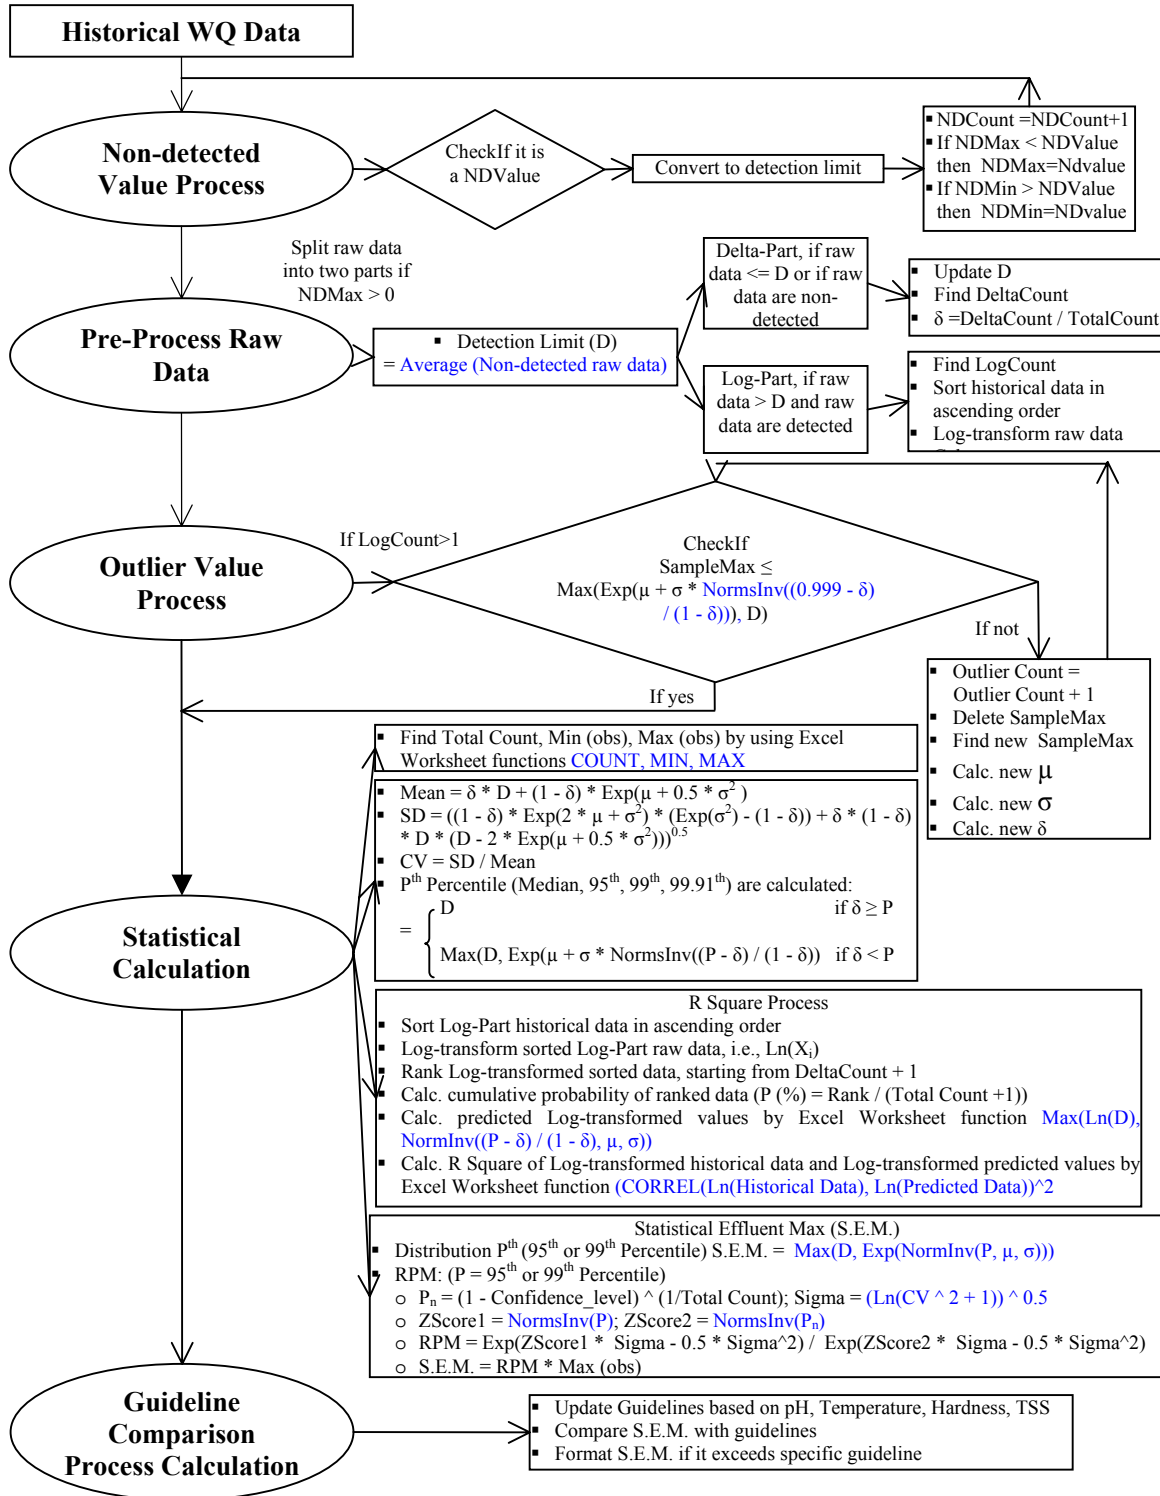 Historical WQ Data
Non-detected
Value Process
CheckIf it is
a NDValue
Convert to detection limit
▪ NDCount =NDCount+1
▪ If NDMax < NDValue
then NDMax=Ndvalue
▪ If NDMin > NDValue
then NDMin=NDvalue
Split raw data
into two parts if
NDMax > 0
Pre-Process Raw
Data
▪ Detection Limit (D)
= Average (Non-detected raw data)
Delta-Part, if raw
data <= D or if raw
data are non-
detected
▪ Update D
▪ Find DeltaCount
▪ δ =DeltaCount / TotalCount
Log-Part, if raw
data > D and raw
data are detected
▪ Find LogCount
▪ Sort historical data in
ascending order
▪ Log-transform raw data
Outlier Value
Process
If LogCount>1
CheckIf
SampleMax ≤
Max(Exp(μ + σ * NormsInv((0.999 - δ)
/ (1 - δ))), D)
If not
If yes
▪ Outlier Count =
Outlier Count + 1
▪ Delete SampleMax
▪ Find new SampleMax
▪ Calc. new μ
▪ Calc. new σ
▪ Calc. new δ
Statistical
Calculation
▪ Find Total Count, Min (obs), Max (obs) by using Excel
Worksheet functions COUNT, MIN, MAX
▪ Mean = δ * D + (1 - δ) * Exp(μ + 0.5 * σ² )
▪ SD = ((1 - δ) * Exp(2 * μ + σ²) * (Exp(σ²) - (1 - δ)) + δ * (1 - δ)
* D * (D - 2 * Exp(μ + 0.5 * σ²)))^0.5
▪ CV = SD / Mean
▪ Pth Percentile (Median, 95th, 99th, 99.91th) are calculated:
D if δ ≥ P
=
Max(D, Exp(μ + σ * NormsInv((P - δ) / (1 - δ)) if δ < P
R Square Process
▪ Sort Log-Part historical data in ascending order
▪ Log-transform sorted Log-Part raw data, i.e., Ln(Xi)
▪ Rank Log-transformed sorted data, starting from DeltaCount + 1
▪ Calc. cumulative probability of ranked data (P (%) = Rank / (Total Count +1))
▪ Calc. predicted Log-transformed values by Excel Worksheet function Max(Ln(D),
NormInv((P - δ) / (1 - δ), μ, σ))
▪ Calc. R Square of Log-transformed historical data and Log-transformed predicted values by
Excel Worksheet function (CORREL(Ln(Historical Data), Ln(Predicted Data))^2
Statistical Effluent Max (S.E.M.)
▪ Distribution Pth (95th or 99th Percentile) S.E.M. = Max(D, Exp(NormInv(P, μ, σ)))
▪ RPM: (P = 95th or 99th Percentile)
o Pn = (1 - Confidence_level) ^ (1/Total Count); Sigma = (Ln(CV ^ 2 + 1)) ^ 0.5
o ZScore1 = NormsInv(P); ZScore2 = NormsInv(Pn)
o RPM = Exp(ZScore1 * Sigma - 0.5 * Sigma^2) / Exp(ZScore2 * Sigma - 0.5 * Sigma^2)
o S.E.M. = RPM * Max (obs)
Guideline
Comparison
Process Calculation
▪ Update Guidelines based on pH, Temperature, Hardness, TSS
▪ Compare S.E.M. with guidelines
▪ Format S.E.M. if it exceeds specific guideline